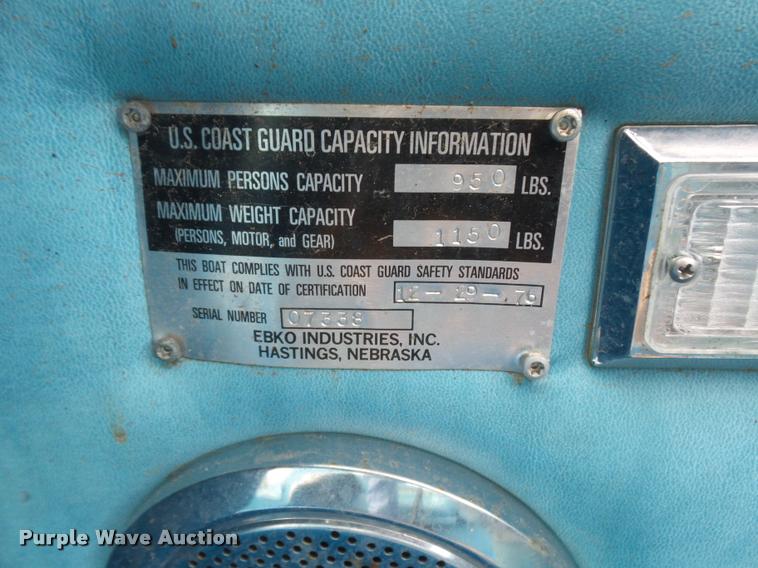 U.S. COAST GUARD CAPACITY INFORMATION
MAXIMUM PERSONS CAPACITY 950 LBS.
MAXIMUM WEIGHT CAPACITY
(PERSONS, MOTOR, and GEAR) 1150 LBS.
THIS BOAT COMPLIES WITH U.S. COAST GUARD SAFETY STANDARDS
IN EFFECT ON DATE OF CERTIFICATION
SERIAL NUMBER 07338
EBKO INDUSTRIES, INC.
HASTINGS, NEBRASKA
Purple Wave Auction